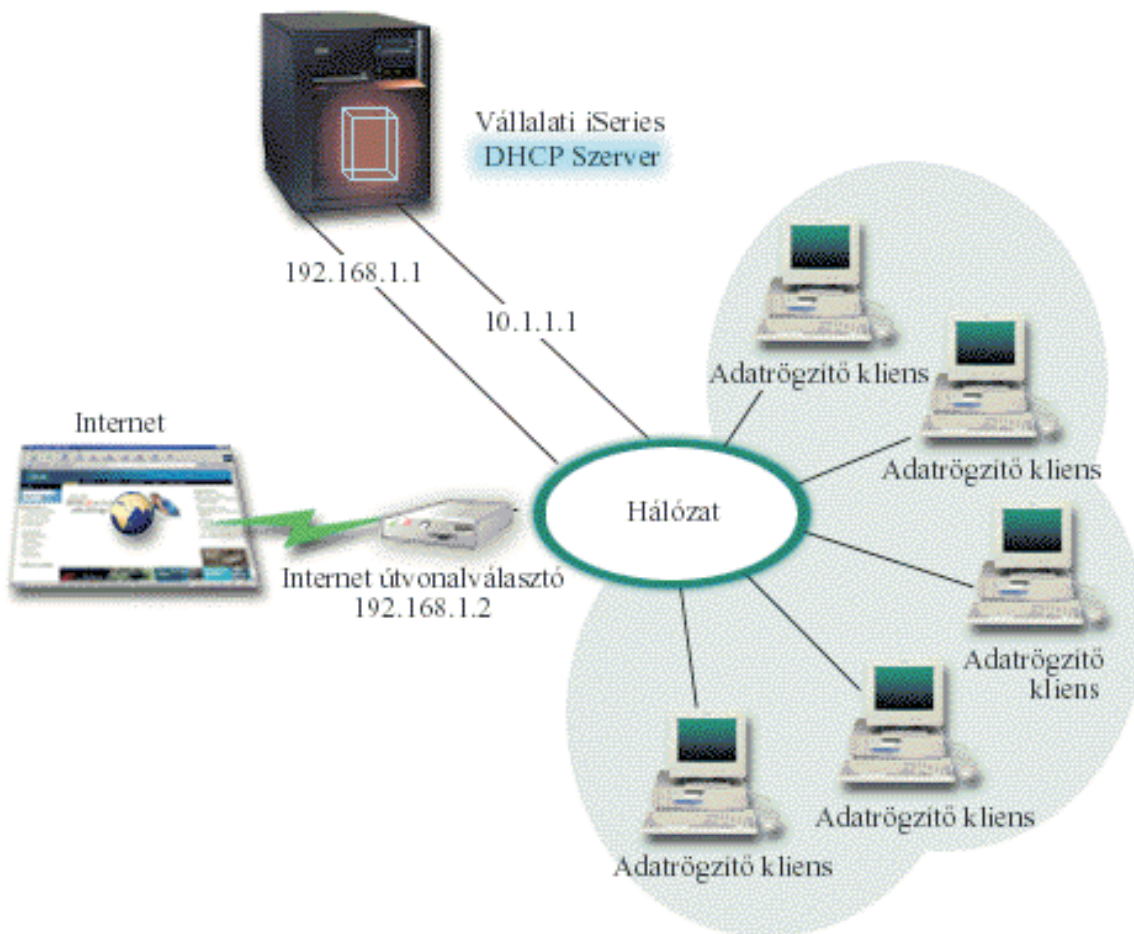 Vállalati iSeries
DHCP Szerver
192.168.1.1
10.1.1.1
Adatrögzítő kliens
Adatrögzítő kliens
Internet
Hálózat
Internet útvonalválasztó
192.168.1.2
Adatrögzítő
kliens
Adatrögzítő kliens
Adatrögzítő kliens